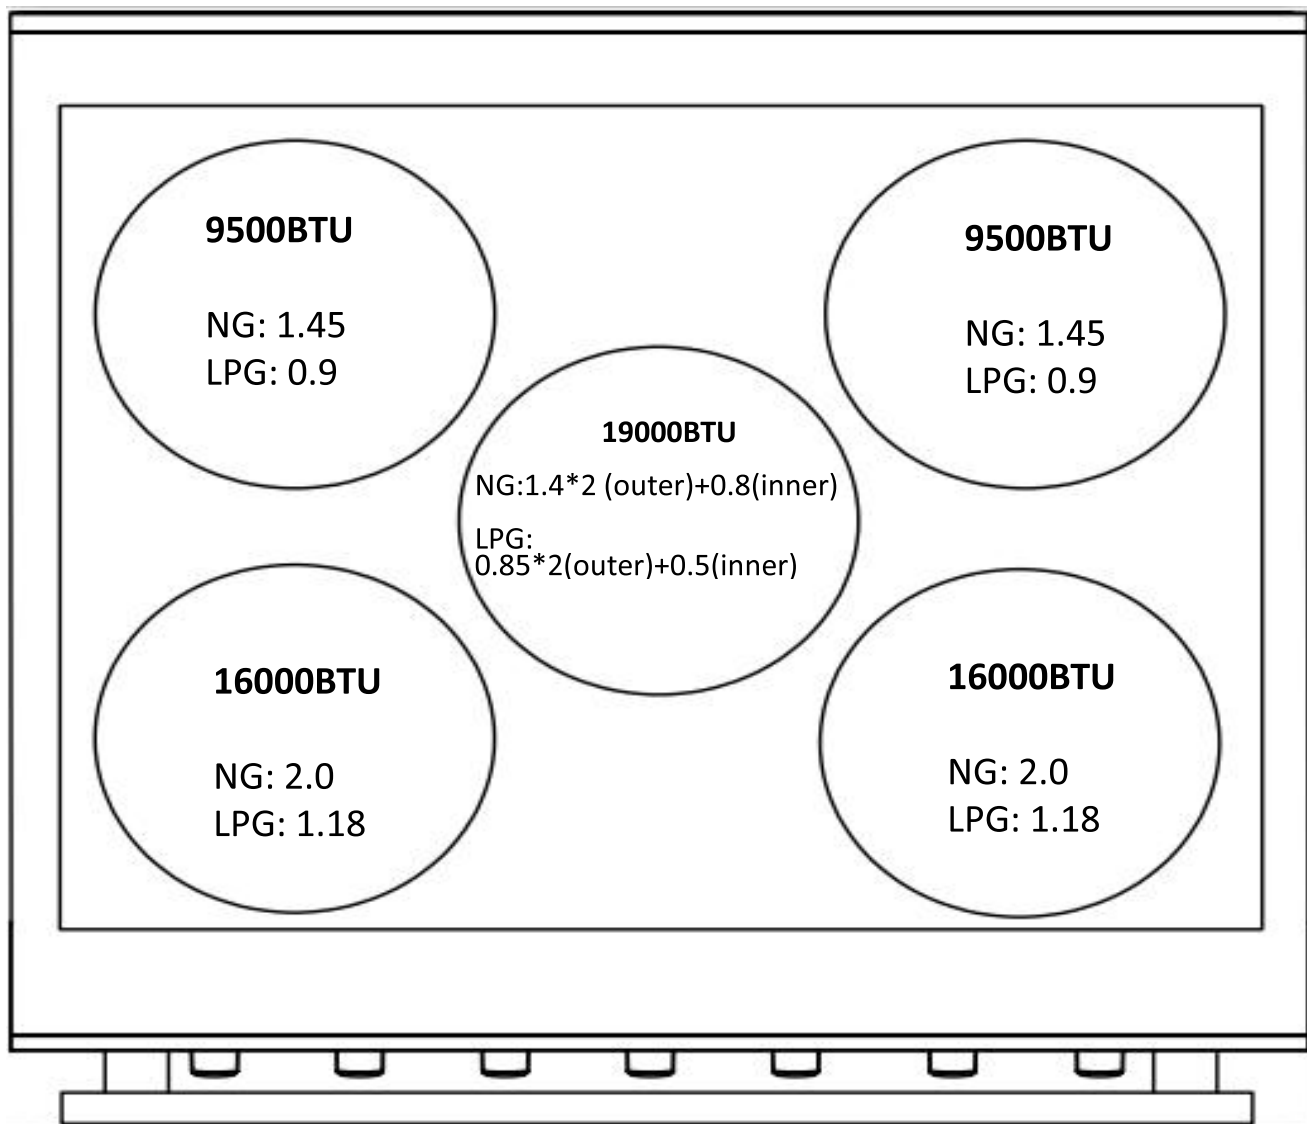 9500BTU
NG: 1.45
LPG: 0.9
9500BTU
NG: 1.45
LPG: 0.9
19000BTU
NG:1.4*2 (outer)+0.8(inner)
LPG:
0.85*2(outer)+0.5(inner)
16000BTU
NG: 2.0
LPG: 1.18
16000BTU
NG: 2.0
LPG: 1.18